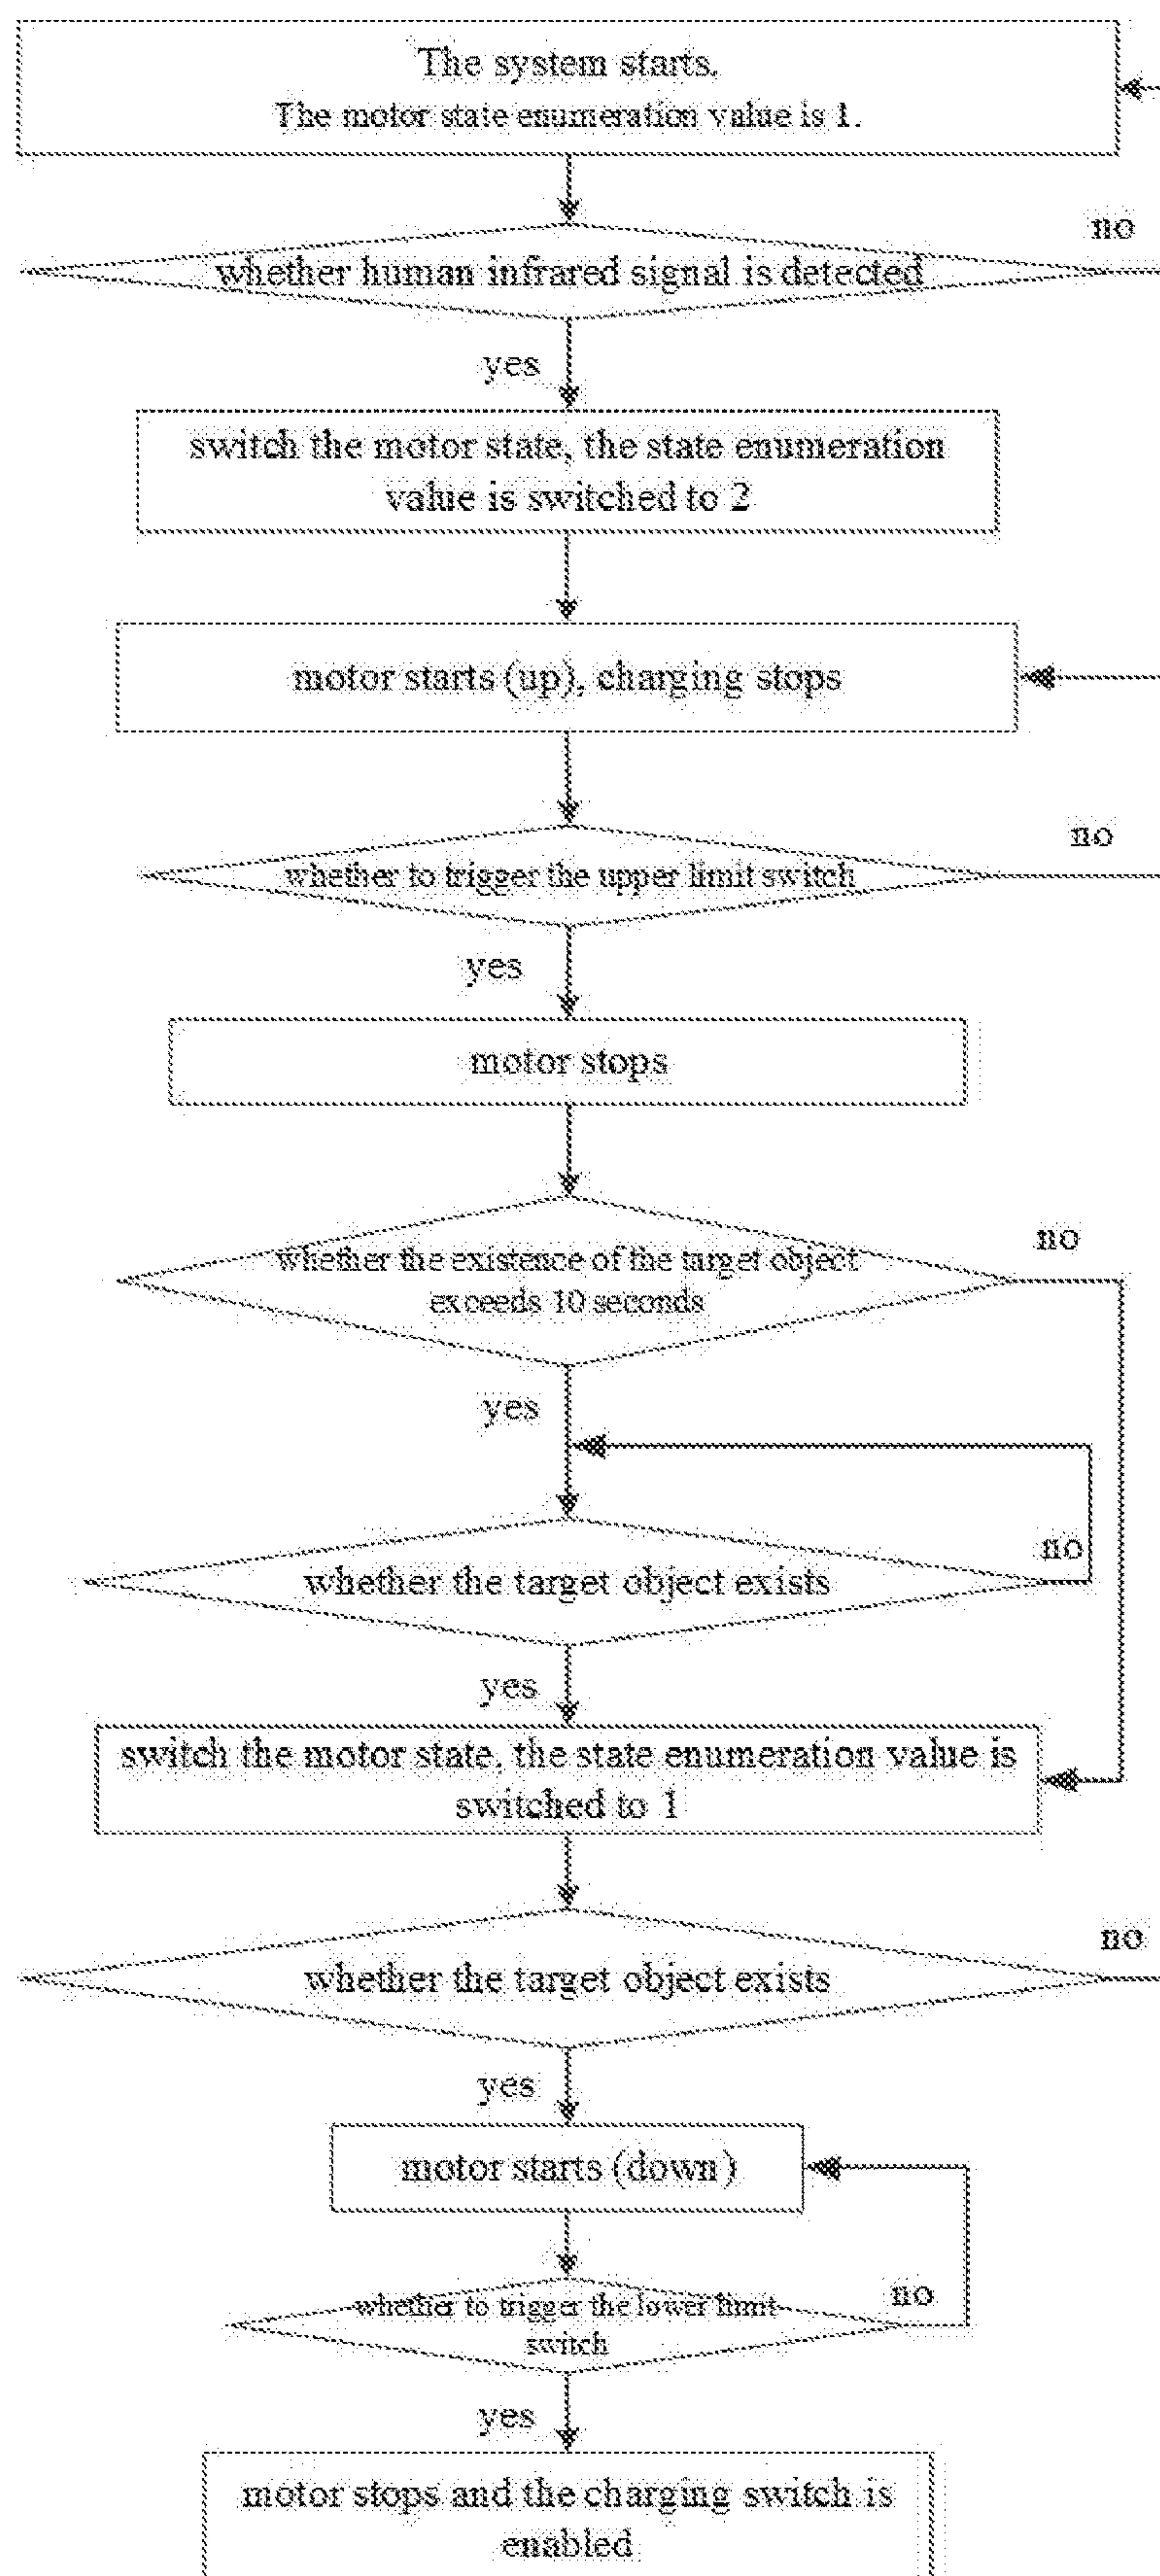 The system starts.
The motor state enumeration value is 1.
no
whether human infrared signal is detected
yes
switch the motor state, the state enumeration
value is switched to 2
motor starts (up), charging stops
no
whether to trigger the upper limit switch
yes
motor stops
no
whether the existence of the target object
exceeds 10 seconds
yes
no
whether the target object exists
yes
switch the motor state, the state enumeration value is
switched to 1
no
whether the target object exists
yes
motor starts (down)
no
whether to trigger the lower limit
switch
yes
motor stops and the charging switch is
enabled